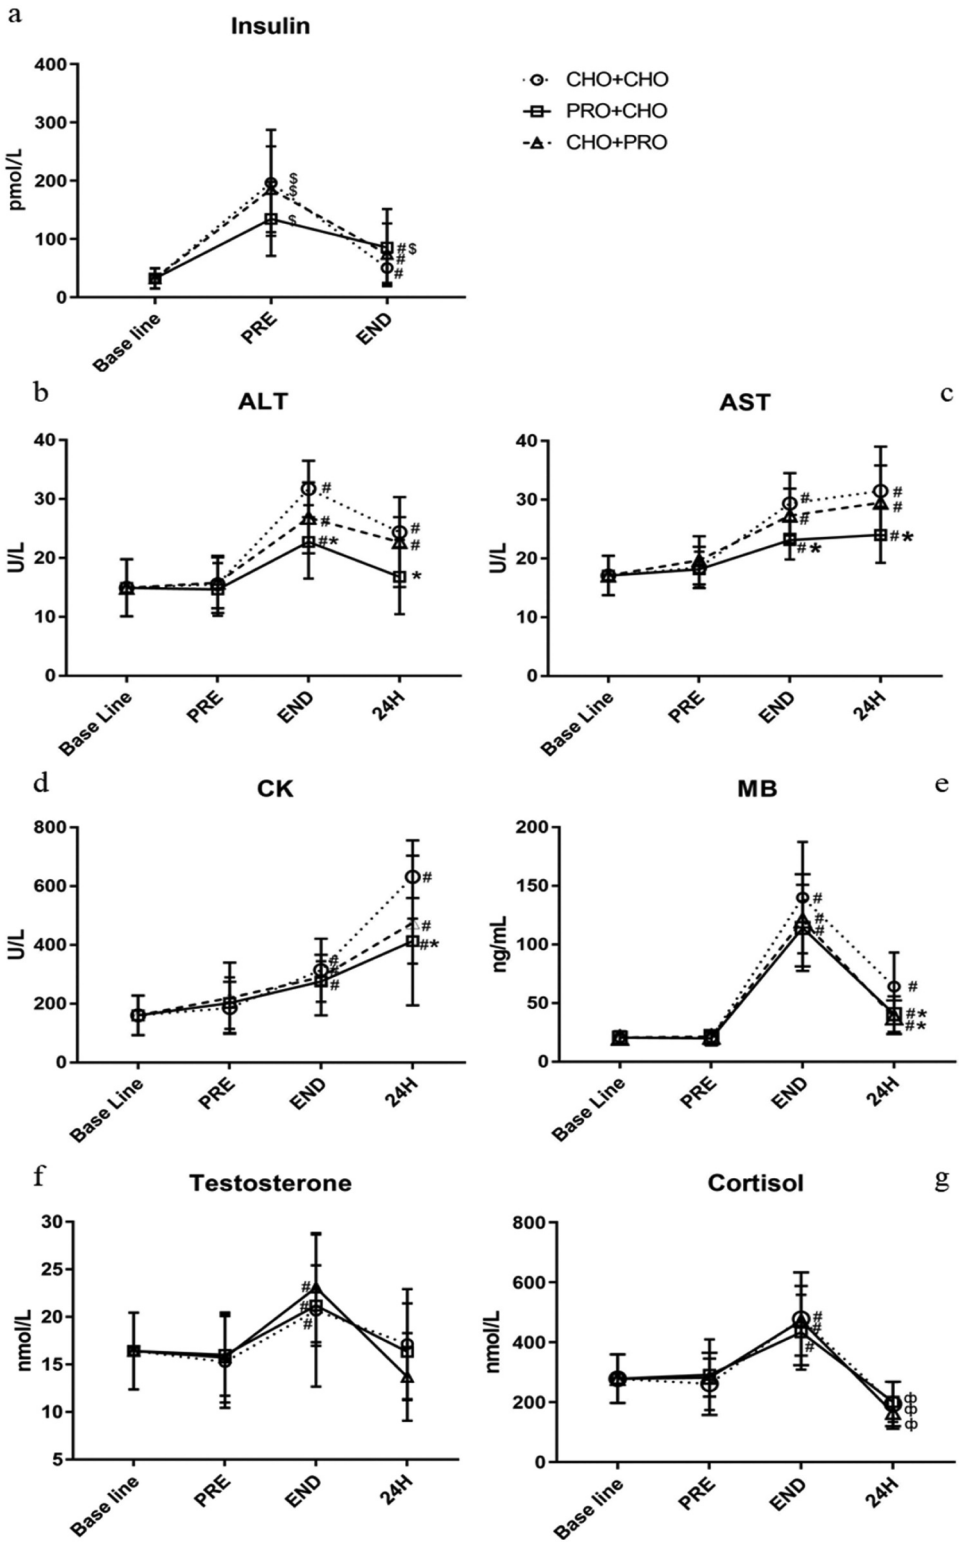 a
Insulin
400
300
200
100
0
pmol/L
$
$
$
#$
#
#
Base line
PRE
END
CHO+CHO
PRO+CHO
CHO+PRO
b
ALT
40
30
20
10
0
U/L
#
#
#*
#
#
*
Base Line
PRE
END
24H
c
AST
40
30
20
10
0
U/L
#
#
#*
#
#
#*
Base Line
PRE
END
24H
d
CK
800
600
400
200
0
U/L
#
#
#
#
#
#*
Base Line
PRE
END
24H
e
MB
200
150
100
50
0
ng/mL
#
#
#
#
#*
#*
Base Line
PRE
END
24H
f
Testosterone
30
25
20
15
10
5
nmol/L
#
#
#
Base line
PRE
END
24H
g
Cortisol
800
600
400
200
0
nmol/L
#
#
#
ф
ф
ф
Base line
PRE
END
24H